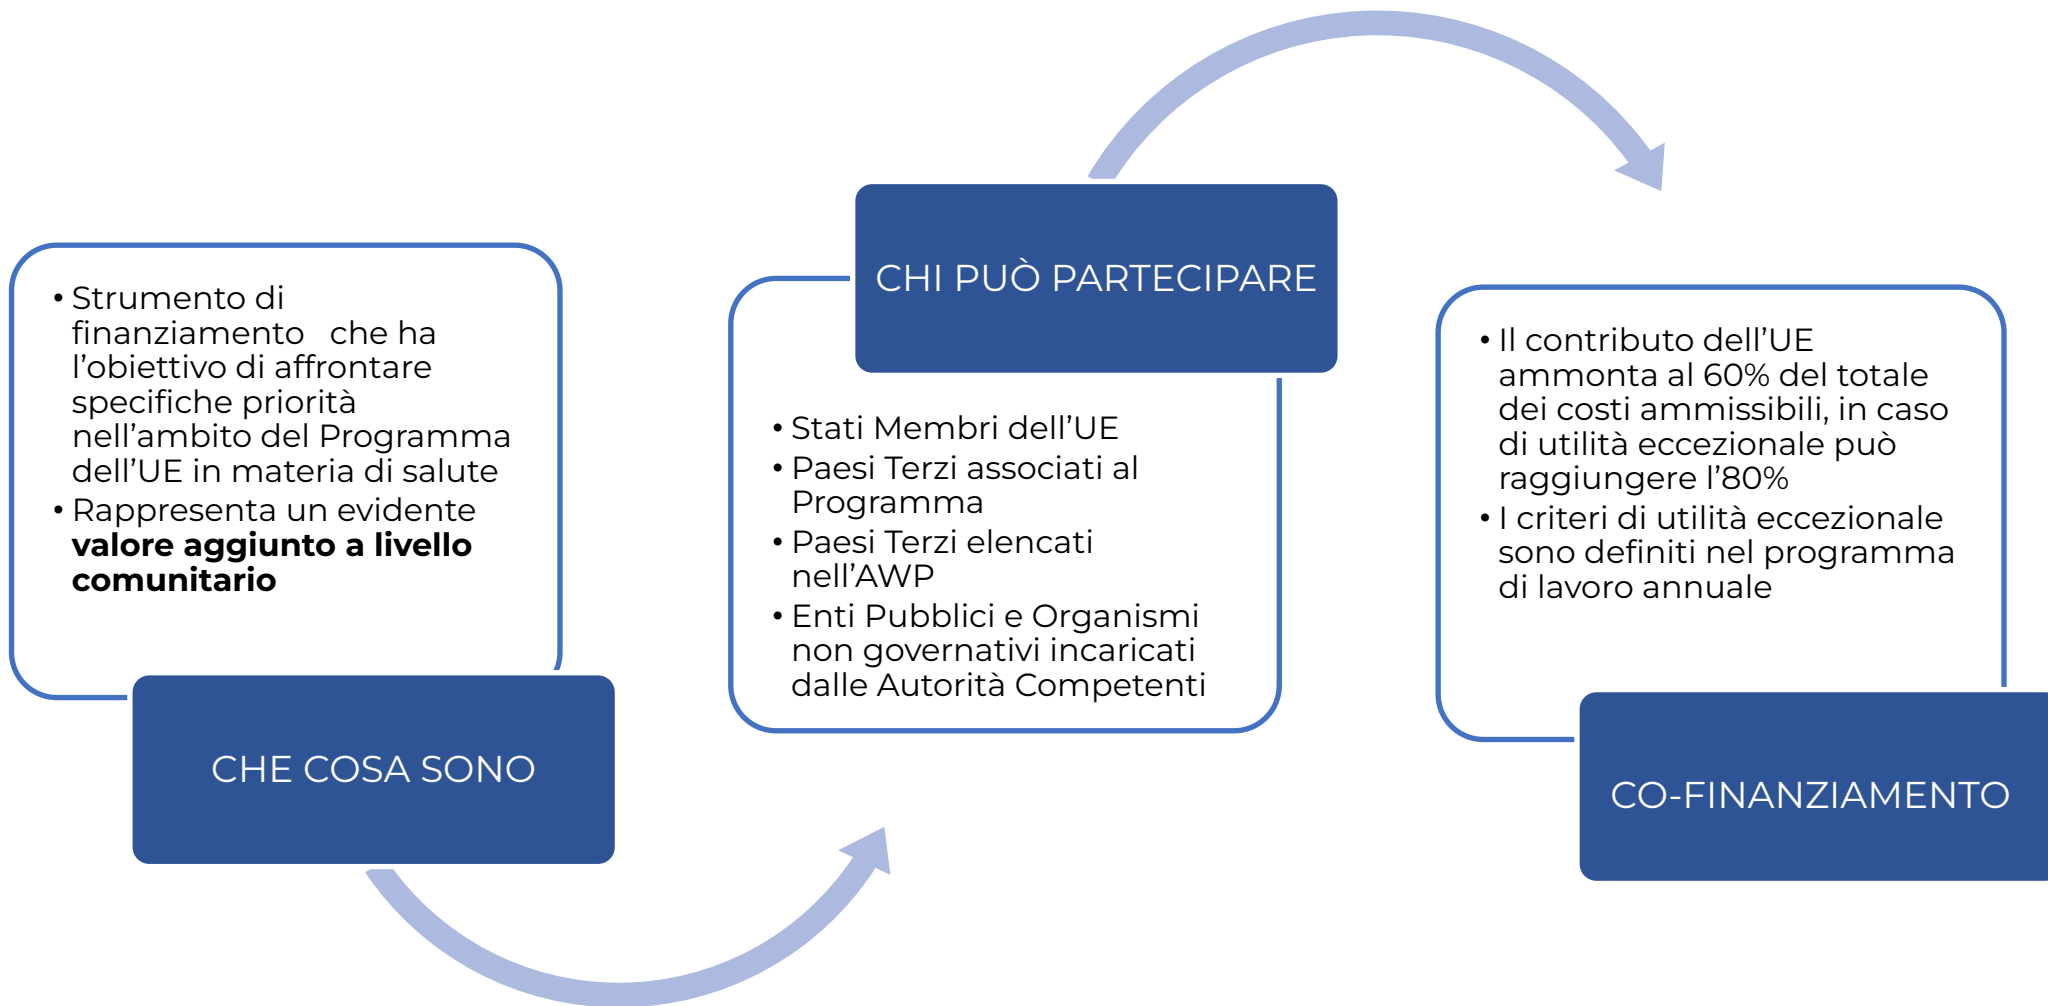 • Strumento di
finanziamento che ha
l’obiettivo di affrontare
specifiche priorità
nell’ambito del Programma
dell’UE in materia di salute
• Rappresenta un evidente
valore aggiunto a livello
comunitario
CHE COSA SONO
CHI PUÒ PARTECIPARE
• Stati Membri dell’UE
• Paesi Terzi associati al
Programma
• Paesi Terzi elencati
nell’AWP
• Enti Pubblici e Organismi
non governativi incaricati
dalle Autorità Competenti
• Il contributo dell’UE
ammonta al 60% del totale
dei costi ammissibili, in caso
di utilità eccezionale può
raggiungere l’80%
• I criteri di utilità eccezionale
sono definiti nel programma
di lavoro annuale
CO-FINANZIAMENTO